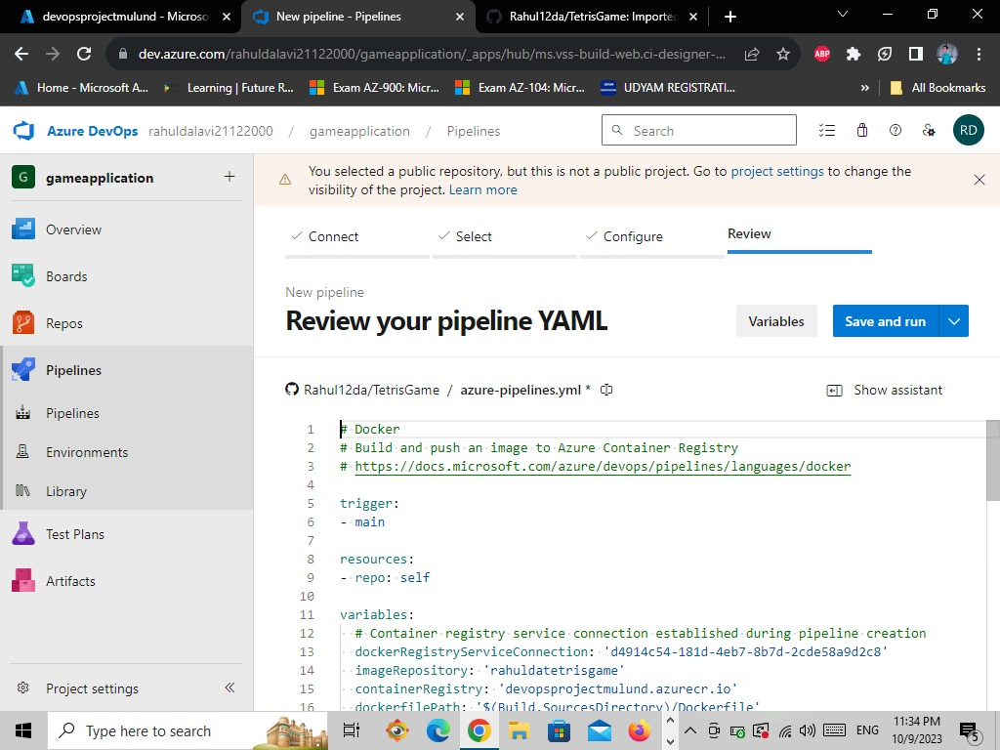 devopsprojectmulund - Microso
New pipeline - Pipelines
Rahul12da/TetrisGame: Importe
dev.azure.com/rahuldalavi21122000/gameapplication/_apps/hub/ms.vss-build-web.ci-designer-...
ABP
Home - Microsoft A...
Learning | Future R...
Exam AZ-900: Micr...
Exam AZ-104: Micr...
UDYAM REGISTRATI...
»
All Bookmarks
Azure DevOps rahuldalavi21122000 / gameapplication / Pipelines
Search
RD
G gameapplication +
Overview
Boards
Repos
Pipelines
Pipelines
Environments
Library
Test Plans
Artifacts
Project settings «
You selected a public repository, but this is not a public project. Go to project settings to change the
visibility of the project. Learn more
Connect
Select
Configure
Review
New pipeline
Review your pipeline YAML
Variables
Save and run
Rahul12da/TetrisGame / azure-pipelines.yml *
Show assistant
1 # Docker
2 # Build and push an image to Azure Container Registry
3 # https://docs.microsoft.com/azure/devops/pipelines/languages/docker
4
5 trigger:
6 - main
7
8 resources:
9 - repo: self
10
11 variables:
12 # Container registry service connection established during pipeline creation
13 dockerRegistryServiceConnection: 'd4914c54-181d-4eb7-8b7d-2cde58a9d2c8'
14 imageRepository: 'rahuldatetrisgame'
15 containerRegistry: 'devopsprojectmulund.azurecr.io'
16 dockerfilePath: '$(Build.SourcesDirectory)/Dockerfile'
Type here to search
ENG
11:34 PM
10/9/2023
5